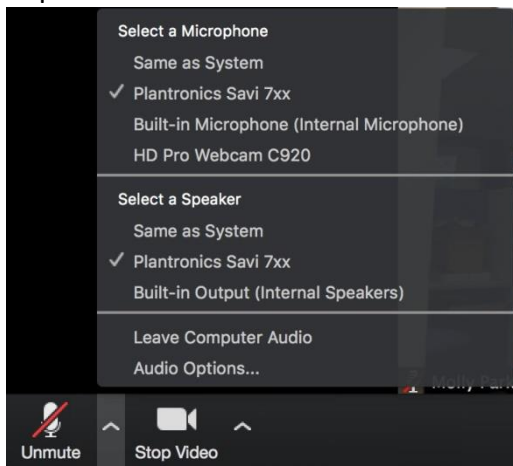 Select a Microphone
Same as System
✓ Plantronics Savi 7xx
Built-in Microphone (Internal Microphone)
HD Pro Webcam C920
Select a Speaker
Same as System
✓ Plantronics Savi 7xx
Built-in Output (Internal Speakers)
Leave Computer Audio
Audio Options...
Molly Park
Unmute
Stop Video